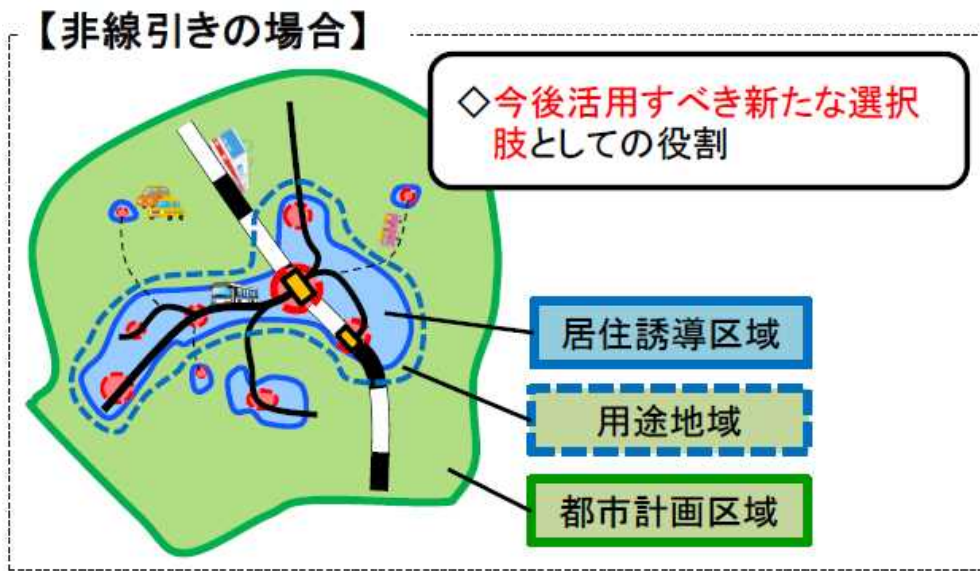 【非線引きの場合】
◇今後活用すべき新たな選択
肢としての役割
居住誘導区域
用途地域
都市計画区域